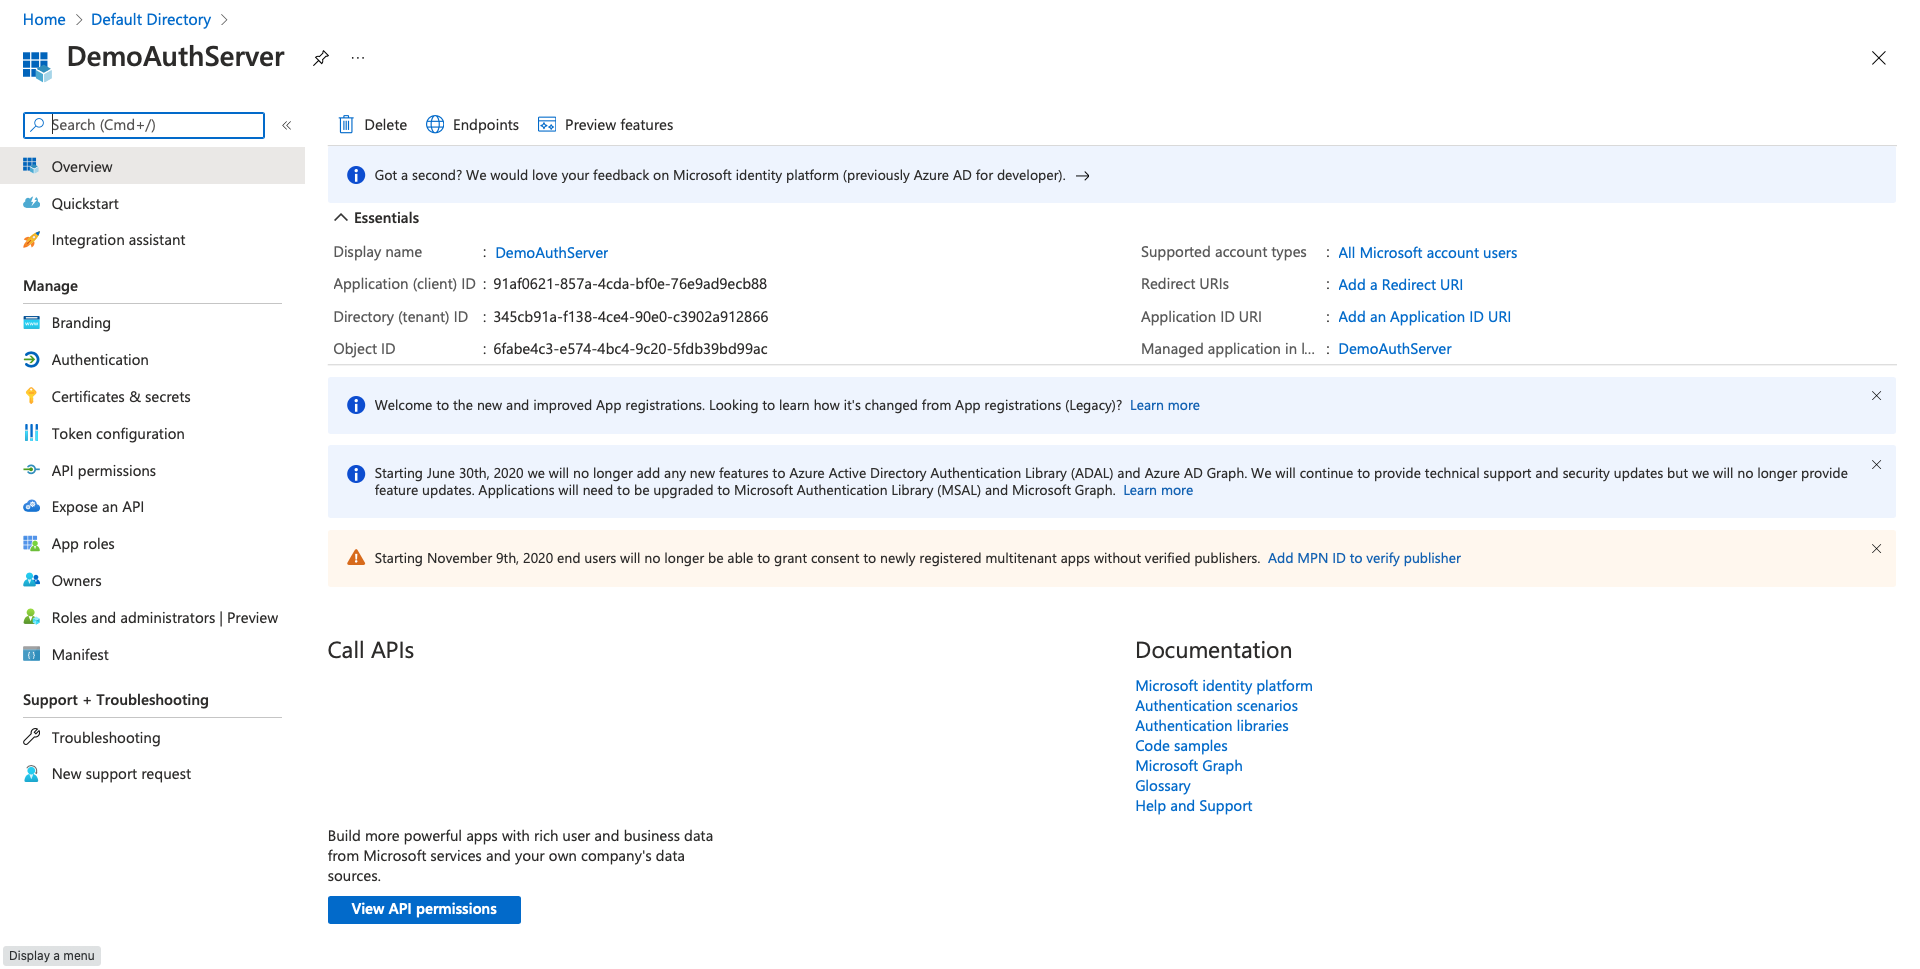 Home > Default Directory >
DemoAuthServer ...
Search (Cmd+/) «
Overview
Quickstart
Integration assistant
Manage
Branding
Authentication
Certificates & secrets
Token configuration
API permissions
Expose an API
App roles
Owners
Roles and administrators | Preview
Manifest
Support + Troubleshooting
Troubleshooting
New support request
Delete Endpoints Preview features
Got a second? We would love your feedback on Microsoft identity platform (previously Azure AD for developer). →
Essentials
Display name : DemoAuthServer
Application (client) ID : 91af0621-857a-4cda-bf0e-76e9ad9ecb88
Directory (tenant) ID : 345cb91a-f138-4ce4-90e0-c3902a912866
Object ID : 6fabe4c3-e574-4bc4-9c20-5fdb39bd99ac
Supported account types : All Microsoft account users
Redirect URIs : Add a Redirect URI
Application ID URI : Add an Application ID URI
Managed application in l... : DemoAuthServer
Welcome to the new and improved App registrations. Looking to learn how it's changed from App registrations (Legacy)? Learn more
Starting June 30th, 2020 we will no longer add any new features to Azure Active Directory Authentication Library (ADAL) and Azure AD Graph. We will continue to provide technical support and security updates but we will no longer provide
feature updates. Applications will need to be upgraded to Microsoft Authentication Library (MSAL) and Microsoft Graph. Learn more
Starting November 9th, 2020 end users will no longer be able to grant consent to newly registered multitenant apps without verified publishers. Add MPN ID to verify publisher
Call APIs
Build more powerful apps with rich user and business data
from Microsoft services and your own company's data
sources.
View API permissions
Documentation
Microsoft identity platform
Authentication scenarios
Authentication libraries
Code samples
Microsoft Graph
Glossary
Help and Support
Display a menu